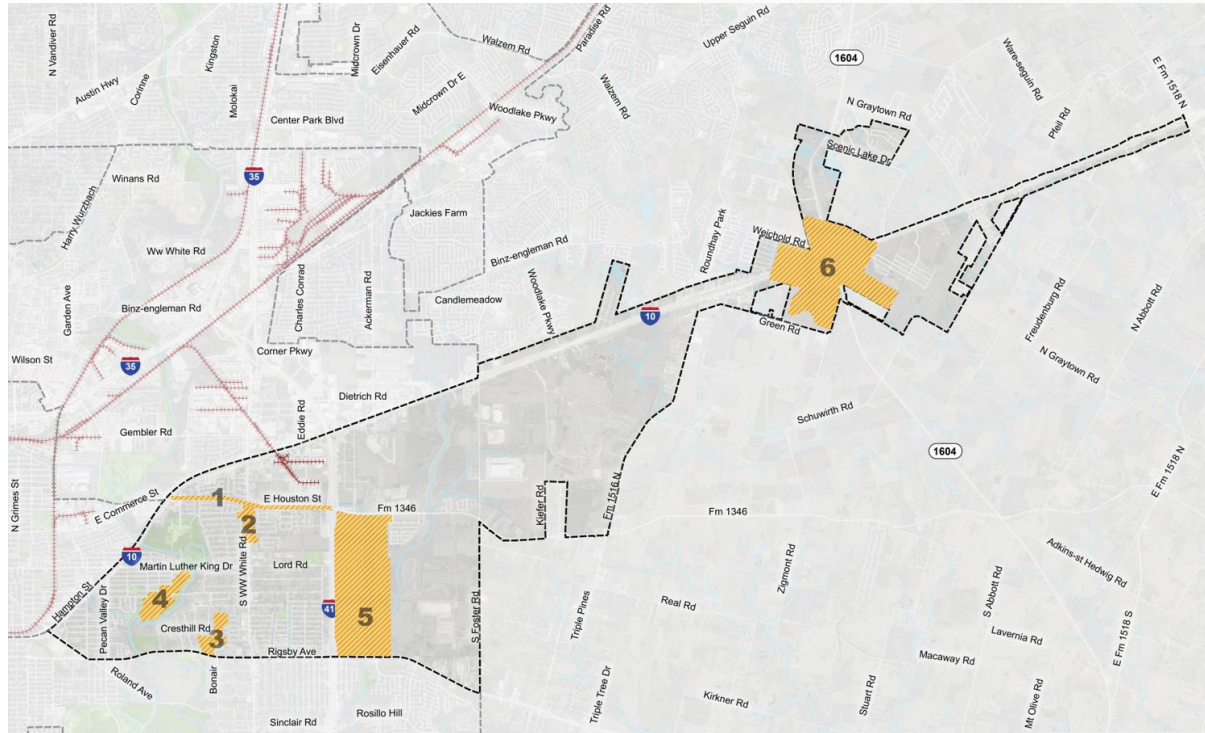 N Vandiver Rd
Austin Hwy
Corinne
Kingston
Molokai
Midcrown Dr
Eisenhauer Rd
Walzem Rd
Midcrown Dr E
Paradise Rd
Upper Seguin Rd
1604
Ware-seguin Rd
E Fm 1518 N
Walzem Rd
Woodlake Pkwy
Center Park Blvd
N Graytown Rd
Pfeil Rd
Scenic Lake Dr
Winans Rd
35
Harry Wurzbach
Jackies Farm
Roundhay Park
Weichold Rd
Ww White Rd
Binz-engleman Rd
6
Garden Ave
Binz-engleman Rd
Charles Conrad
Ackerman Rd
Candlemeadow
Woodlake Pkwy
10
Green Rd
Freudenburg Rd
N Abbott Rd
Wilson St
35
Corner Pkwy
N Graytown Rd
Dietrich Rd
Schuwirth Rd
Gembler Rd
Eddie Rd
1604
N Grimes St
E Commerce St
1
E Houston St
Fm 1346
Kiefer Rd
Fm 1516 N
Fm 1346
E Fm 1518 N
2
10
Martin Luther King Dr
S WW White Rd
Lord Rd
Zigmont Rd
Adkins-st Hedwig Rd
Hampton St
Pecan Valley Dr
4
41
5
S Foster Rd
Triple Pines
Real Rd
S Abbott Rd
E Fm 1518 S
Cresthill Rd
3
Lavernia Rd
Rigsby Ave
Macaway Rd
Roland Ave
Bonair
Triple Tree Dr
Kirkner Rd
Stuart Rd
Mt Olive Rd
Sinclair Rd
Rosillo Hill